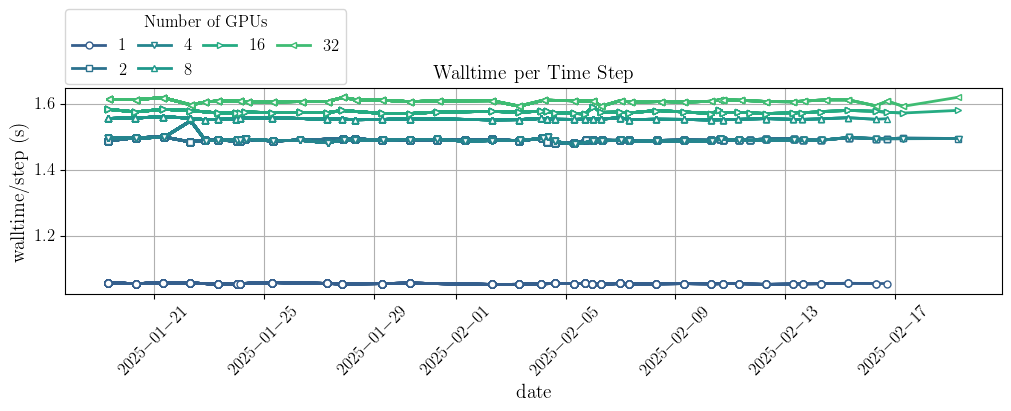 Number of GPUs
1 4 16 32
2 8
Walltime per Time Step
walltime/step (s)
1.6
1.4
1.2
2025−01−21 2025−01−25 2025−01−29 2025−02−01 2025−02−05 2025−02−09 2025−02−13 2025−02−17
date